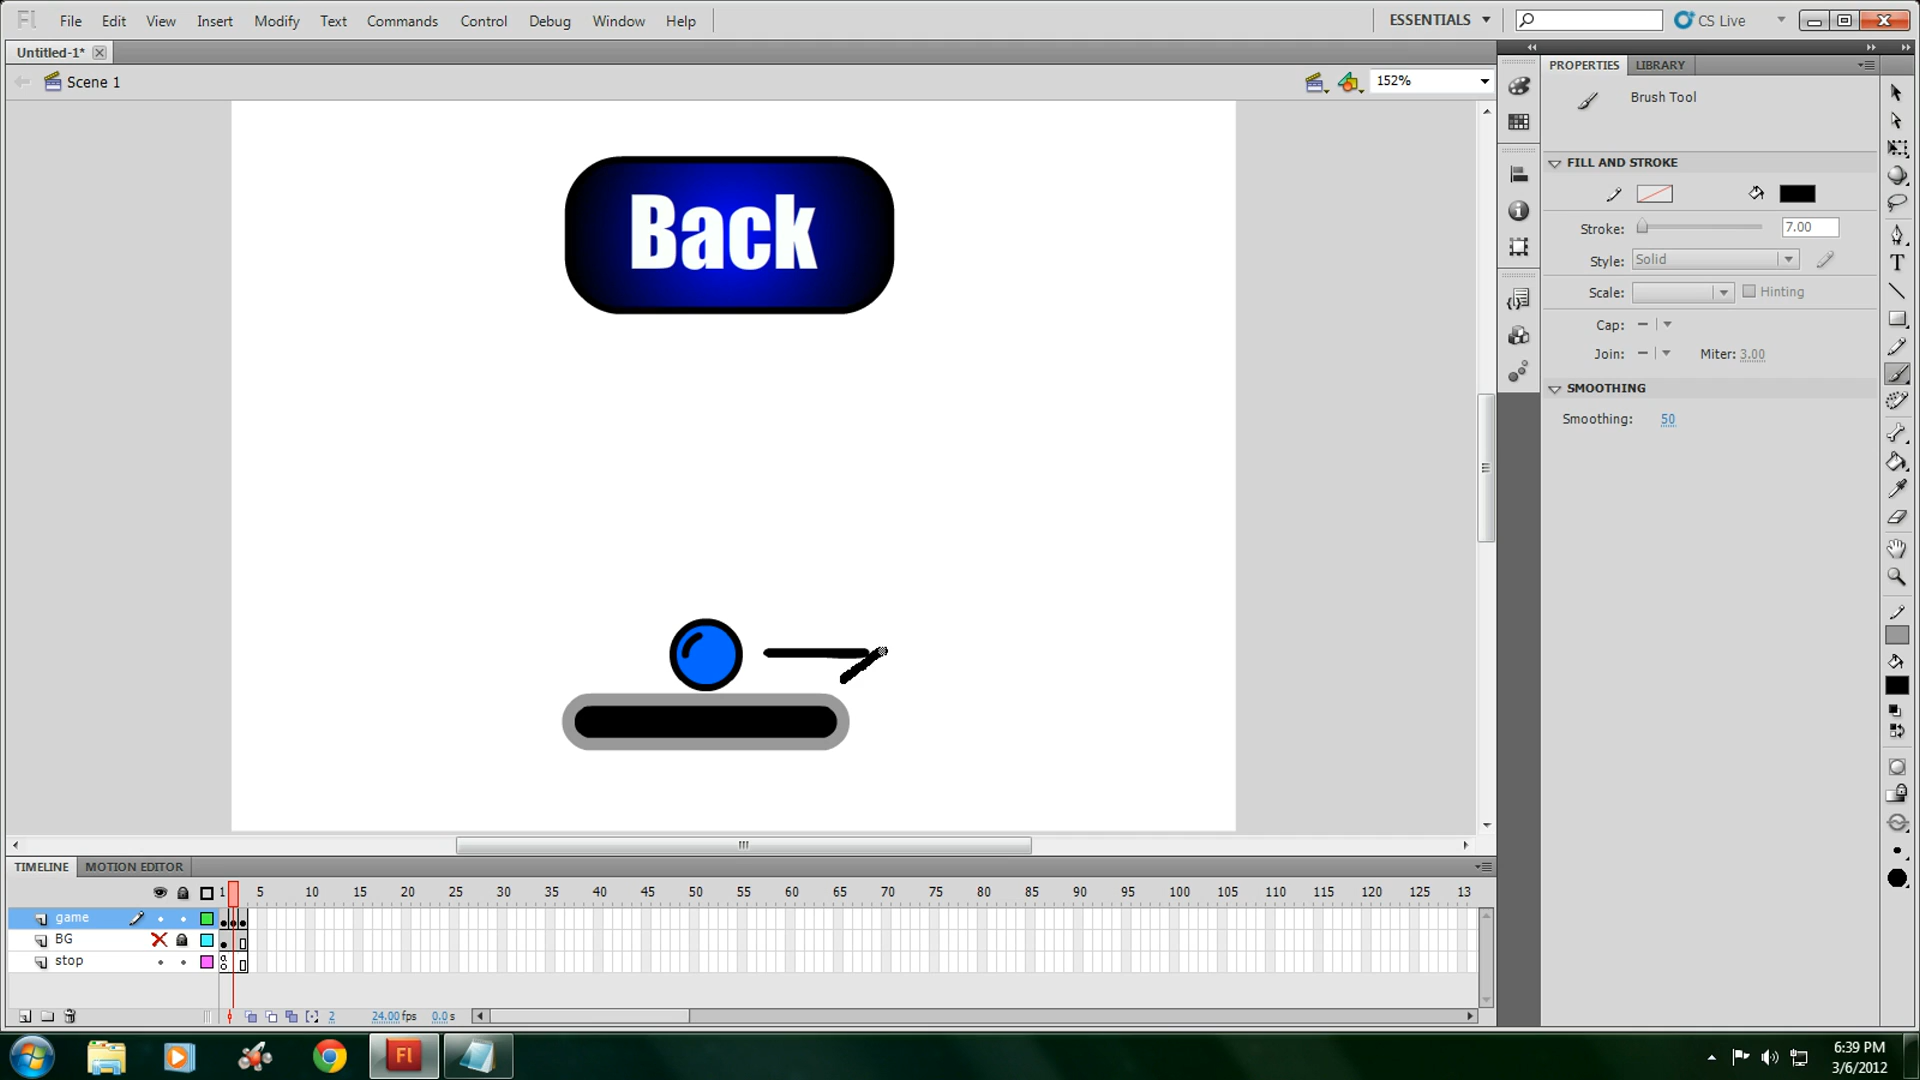 Fl File Edit View Insert Modify Text Commands Control Debug Window Help ESSENTIALS CS Live
Untitled-1*
Scene 1 152%
PROPERTIES LIBRARY
Brush Tool
FILL AND STROKE
Stroke: 7.00
Style: Solid
Scale: Hinting
Cap:
Join: Miter: 3.00
SMOOTHING
Smoothing: 50
Back
TIMELINE MOTION EDITOR
1 5 10 15 20 25 30 35 40 45 50 55 60 65 70 75 80 85 90 95 100 105 110 115 120 125 13
game
BG
stop
2 24.00 fps 0.0 s
Fl
6:39 PM
3/6/2012